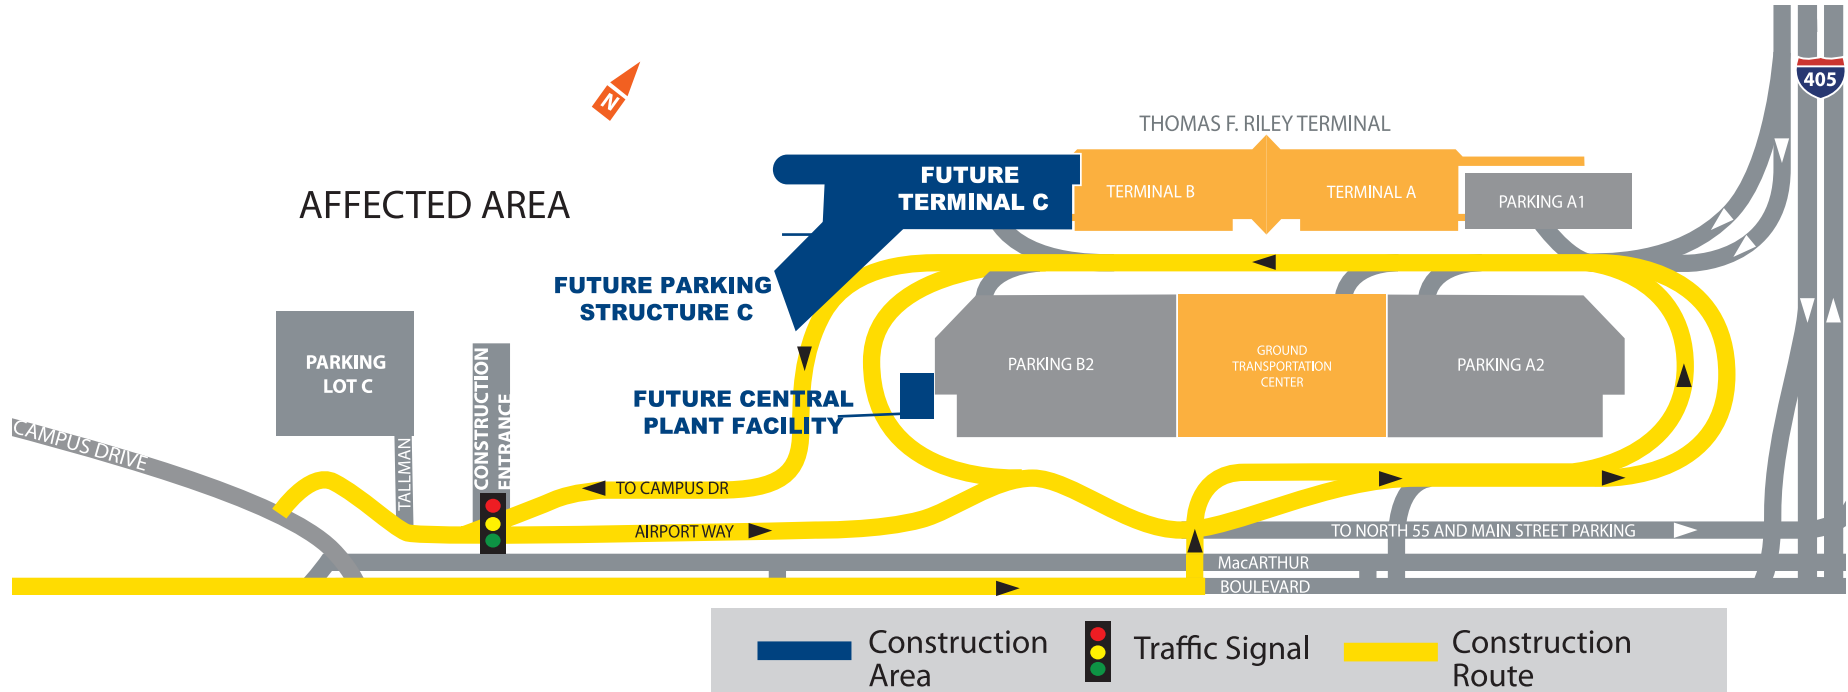 405
N
THOMAS F. RILEY TERMINAL
AFFECTED AREA
FUTURE
TERMINAL C
TERMINAL B
TERMINAL A
PARKING A1
FUTURE PARKING
STRUCTURE C
PARKING
LOT C
CONSTRUCTION
ENTRANCE
PARKING B2
GROUND
TRANSPORTATION
CENTER
PARKING A2
FUTURE CENTRAL
PLANT FACILITY
CAMPUS DRIVE
TALLMAN
TO CAMPUS DR
AIRPORT WAY
TO NORTH 55 AND MAIN STREET PARKING
MacARTHUR
BOULEVARD
Construction
Area
Traffic Signal
Construction
Route